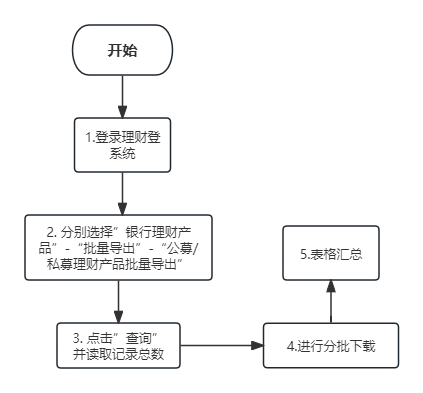 开始
1.登录理财登
系统
2. 分别选择”银行理财产
品”-“批量导出”-“公募/
私募理财产品批量导出”
3. 点击”查询”
并读取记录总数
4.进行分批下载
5.表格汇总